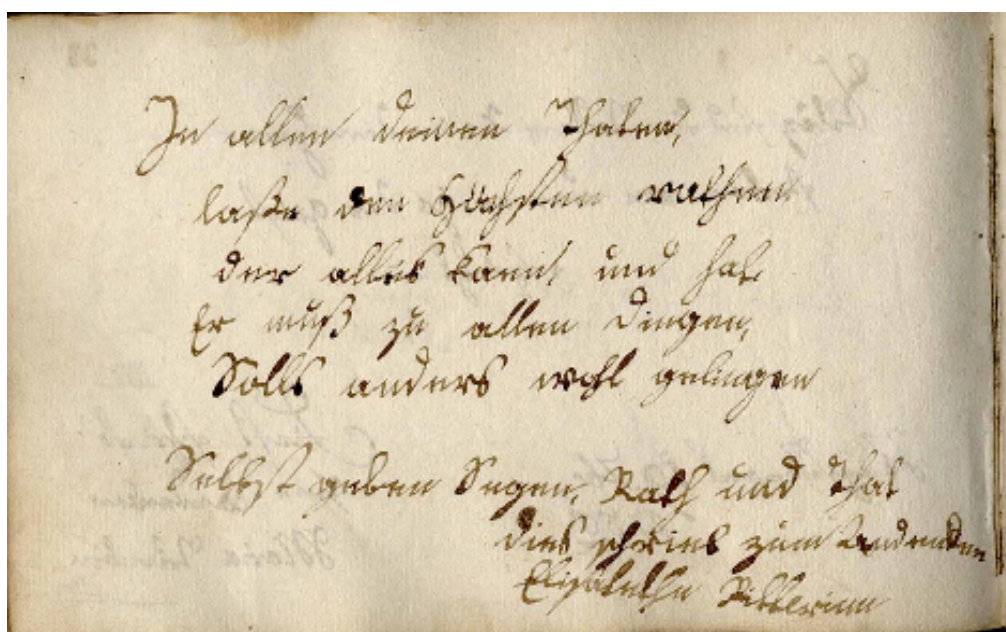 In allen deinen Thaten,
laße den Höchsten rathen
der alles kann und hat
Er muß zu allen Dingen,
Solls anders wohl gelingen
Selbst geben Segen, Rath und That
dies schrieb zum Andenken
Elisabetha